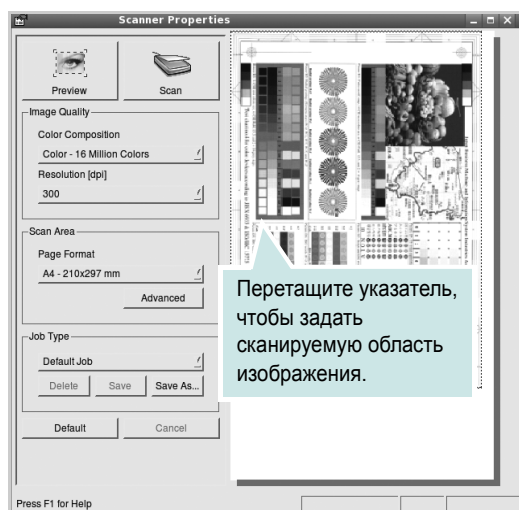 Scanner Properties
Preview
Scan
Image Quality
Color Composition
Color - 16 Million Colors
Resolution [dpi]
300
Scan Area
Page Format
A4 - 210x297 mm
Advanced
Job Type
Default Job
Delete
Save
Save As...
Default
Cancel
Перетащите указатель,
чтобы задать
сканируемую область
изображения.
Press F1 for Help